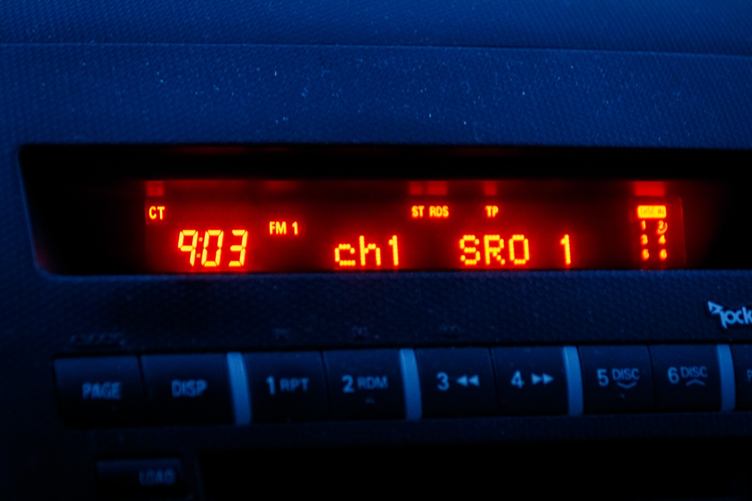 CT ST RDS TP
9:03 FM 1 ch1 SRO 1
PAGE DISP 1 RPT 2 RDM 3 4 5 DISC 6 DISC
LOAD